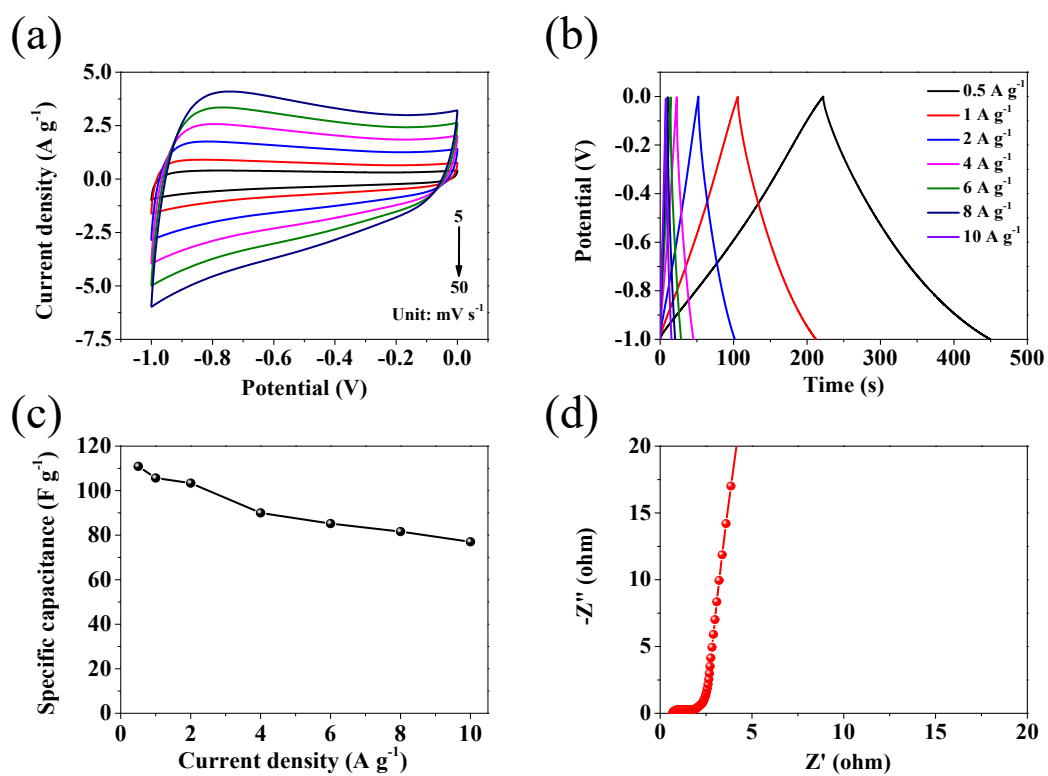 (a)
5.0
2.5
0.0
-2.5
-5.0
-7.5
Current density (A g⁻¹)
5
50
Unit: mV s⁻¹
-1.0 -0.8 -0.6 -0.4 -0.2 0.0
Potential (V)
(b)
0.0
-0.2
-0.4
-0.6
-0.8
-1.0
Potential (V)
0.5 A g⁻¹
1 A g⁻¹
2 A g⁻¹
4 A g⁻¹
6 A g⁻¹
8 A g⁻¹
10 A g⁻¹
0 100 200 300 400 500
Time (s)
(c)
120
100
80
60
40
20
0
Specific capacitance (F g⁻¹)
0 2 4 6 8 10
Current density (A g⁻¹)
(d)
20
15
10
5
0
-Z'' (ohm)
0 5 10 15 20
Z' (ohm)